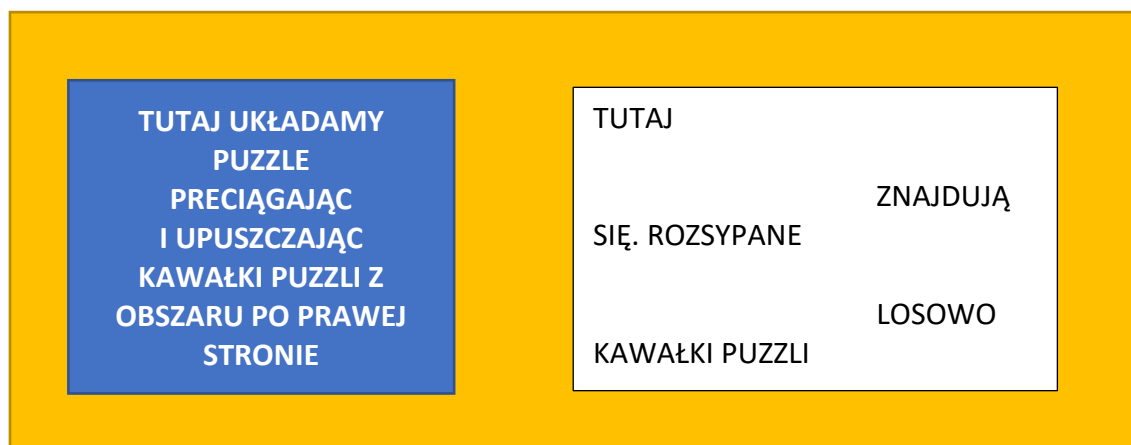 TUTAJ UKŁADAMY
PUZZLE
PRECIĄGAJĄC
I UPUSZCZAJĄC
KAWAŁKI PUZZLI Z
OBSZARU PO PRAWEJ
STRONIE
TUTAJ
ZNAJDUJĄ
SIĘ. ROZSYPANE
LOSOWO
KAWAŁKI PUZZLI